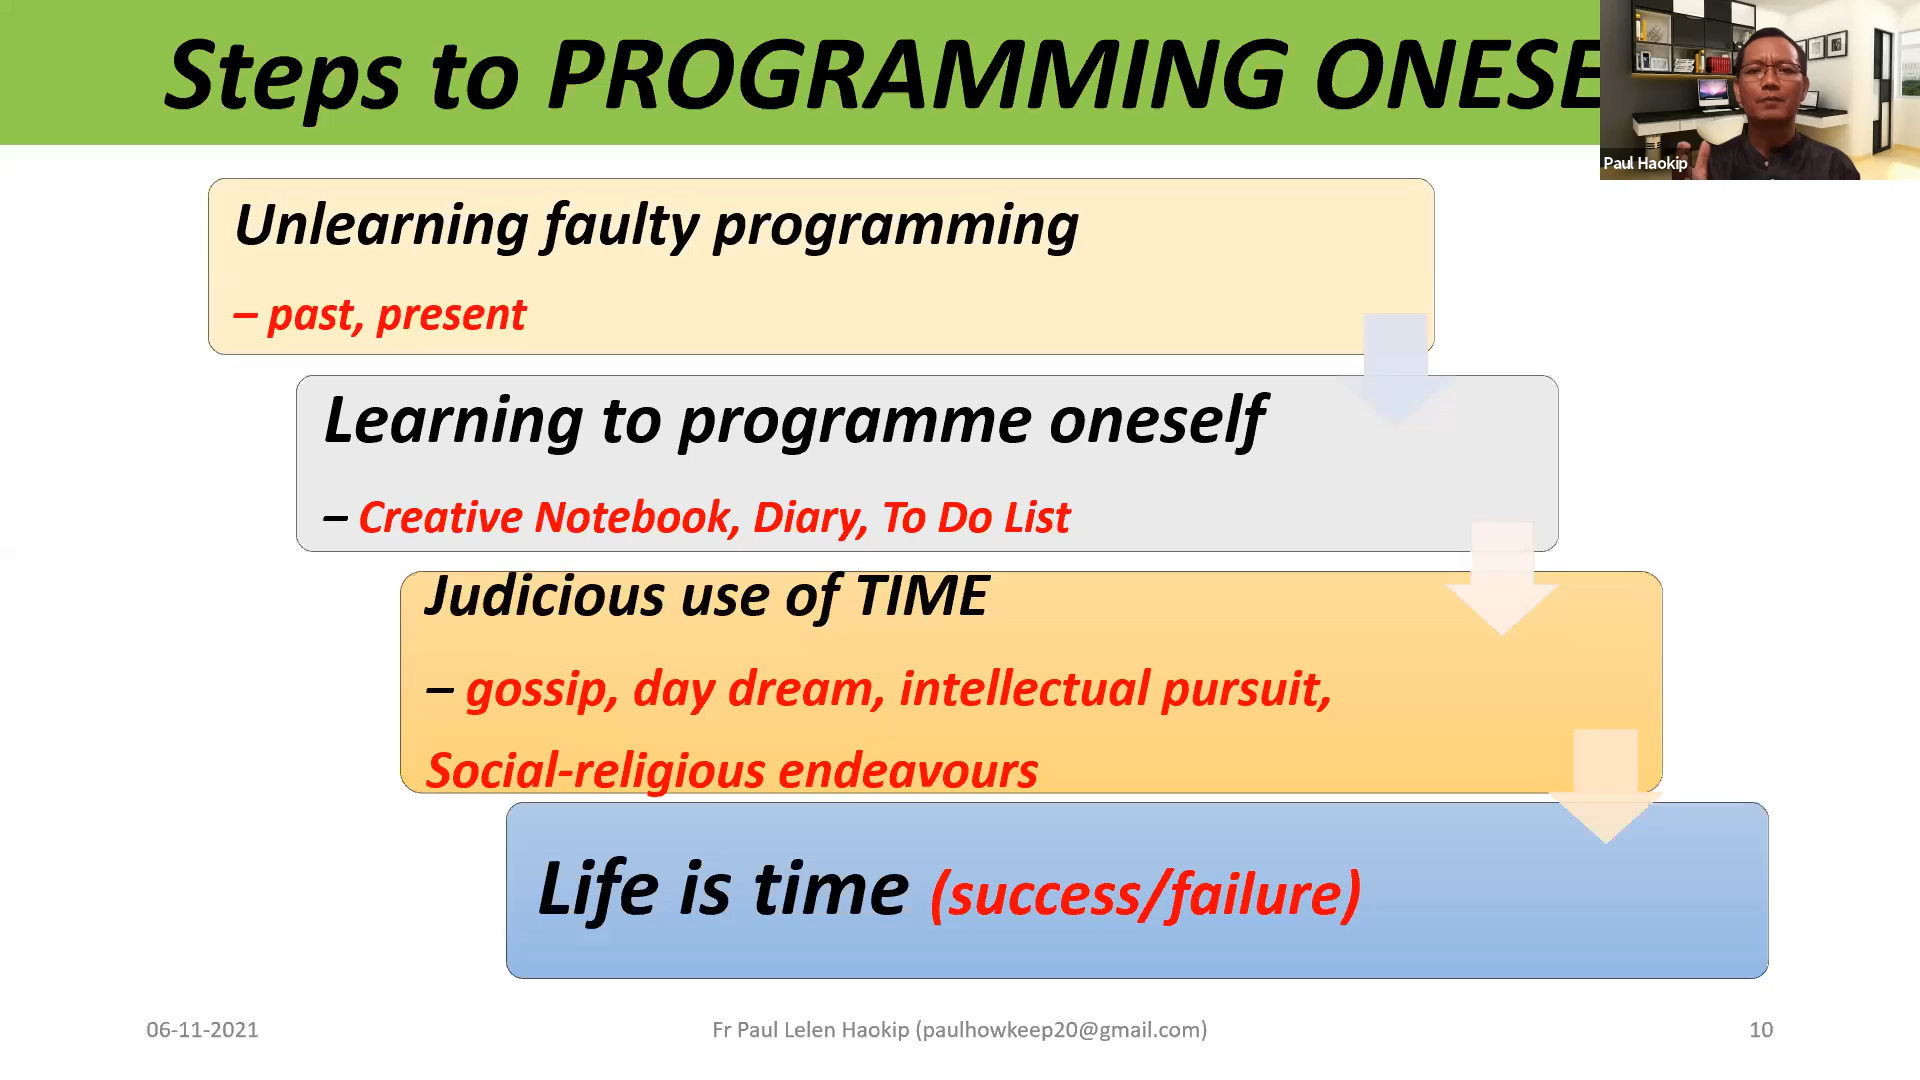 Steps to PROGRAMMING ONESE
Paul Haokip
Unlearning faulty programming
– past, present
Learning to programme oneself
– Creative Notebook, Diary, To Do List
Judicious use of TIME
– gossip, day dream, intellectual pursuit,
Social-religious endeavours
Life is time (success/failure)
06-11-2021
Fr Paul Lelen Haokip (paulhowkeep20@gmail.com)
10